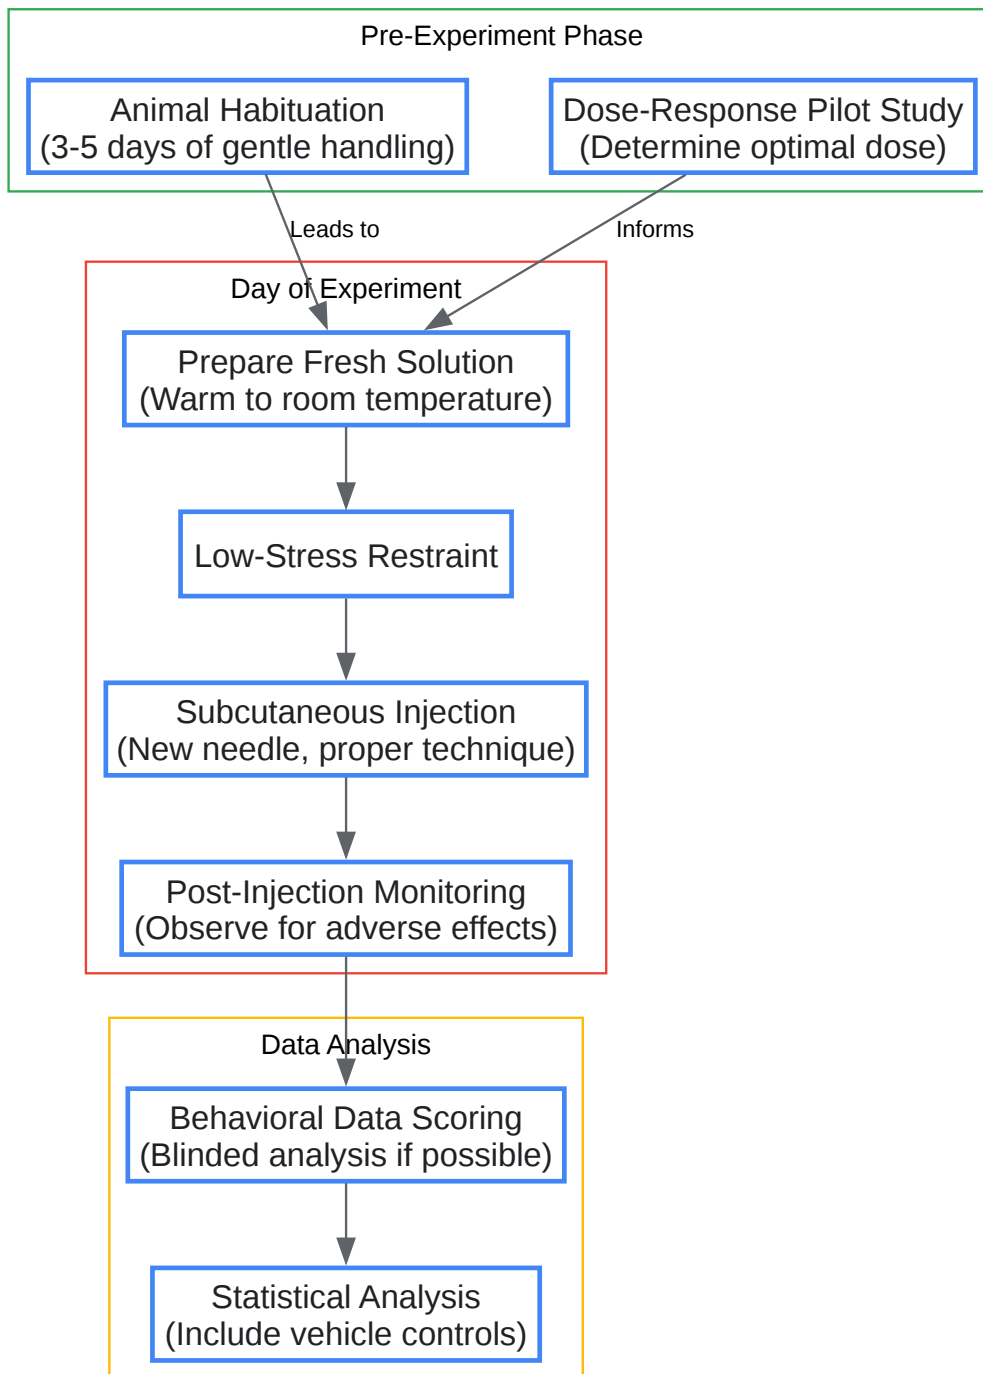 Pre-Experiment Phase
Animal Habituation
(3-5 days of gentle handling)
Dose-Response Pilot Study
(Determine optimal dose)
Leads to
Informs
Day of Experiment
Prepare Fresh Solution
(Warm to room temperature)
Low-Stress Restraint
Subcutaneous Injection
(New needle, proper technique)
Post-Injection Monitoring
(Observe for adverse effects)
Data Analysis
Behavioral Data Scoring
(Blinded analysis if possible)
Statistical Analysis
(Include vehicle controls)